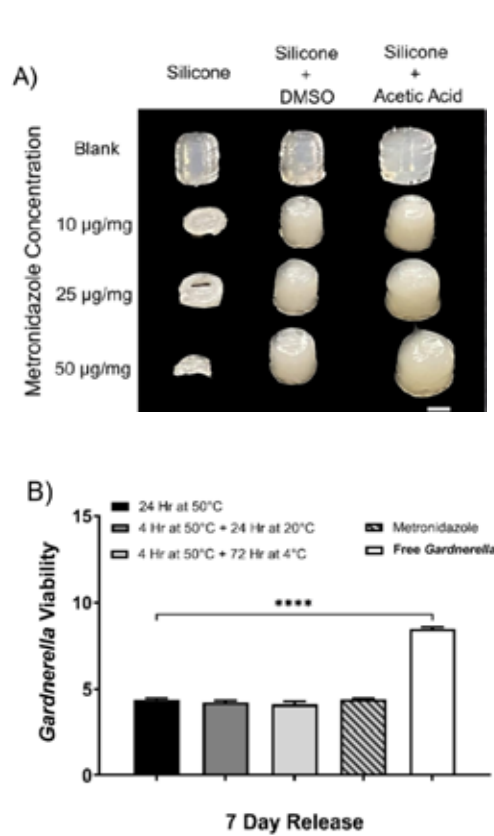 A)
Silicone
Silicone
+
DMSO
Silicone
+
Acetic Acid
Metronidazole Concentration
Blank
10 µg/mg
25 µg/mg
50 µg/mg
B)
24 Hr at 50°C
4 Hr at 50°C + 24 Hr at 20°C
4 Hr at 50°C + 72 Hr at 4°C
Metronidazole
Free Gardnerella
Gardnerella Viability
15
10
5
0
****
7 Day Release